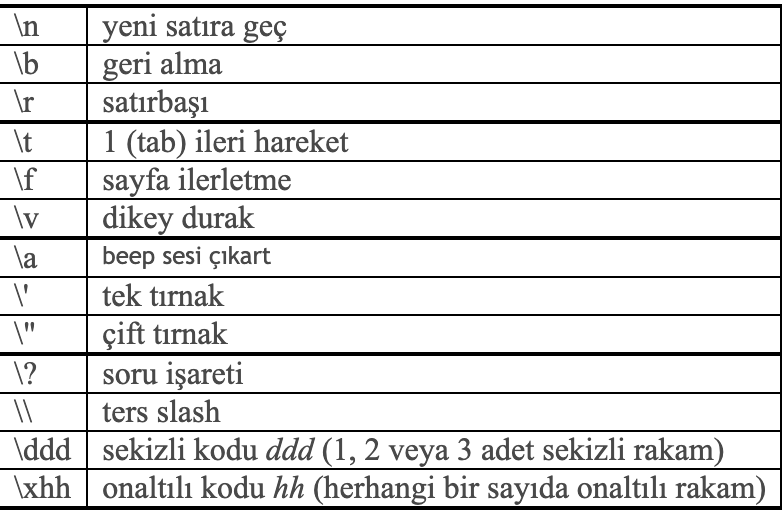 \n yeni satıra geç
\b geri alma
\r satırbaşı
\t 1 (tab) ileri hareket
\f sayfa ilerletme
\v dikey durak
\a beep sesi çıkart
\' tek tırnak
\" çift tırnak
\? soru işareti
\\ ters slash
\ddd sekizli kodu ddd (1, 2 veya 3 adet sekizli rakam)
\xhh onaltılı kodu hh (herhangi bir sayıda onaltılı rakam)